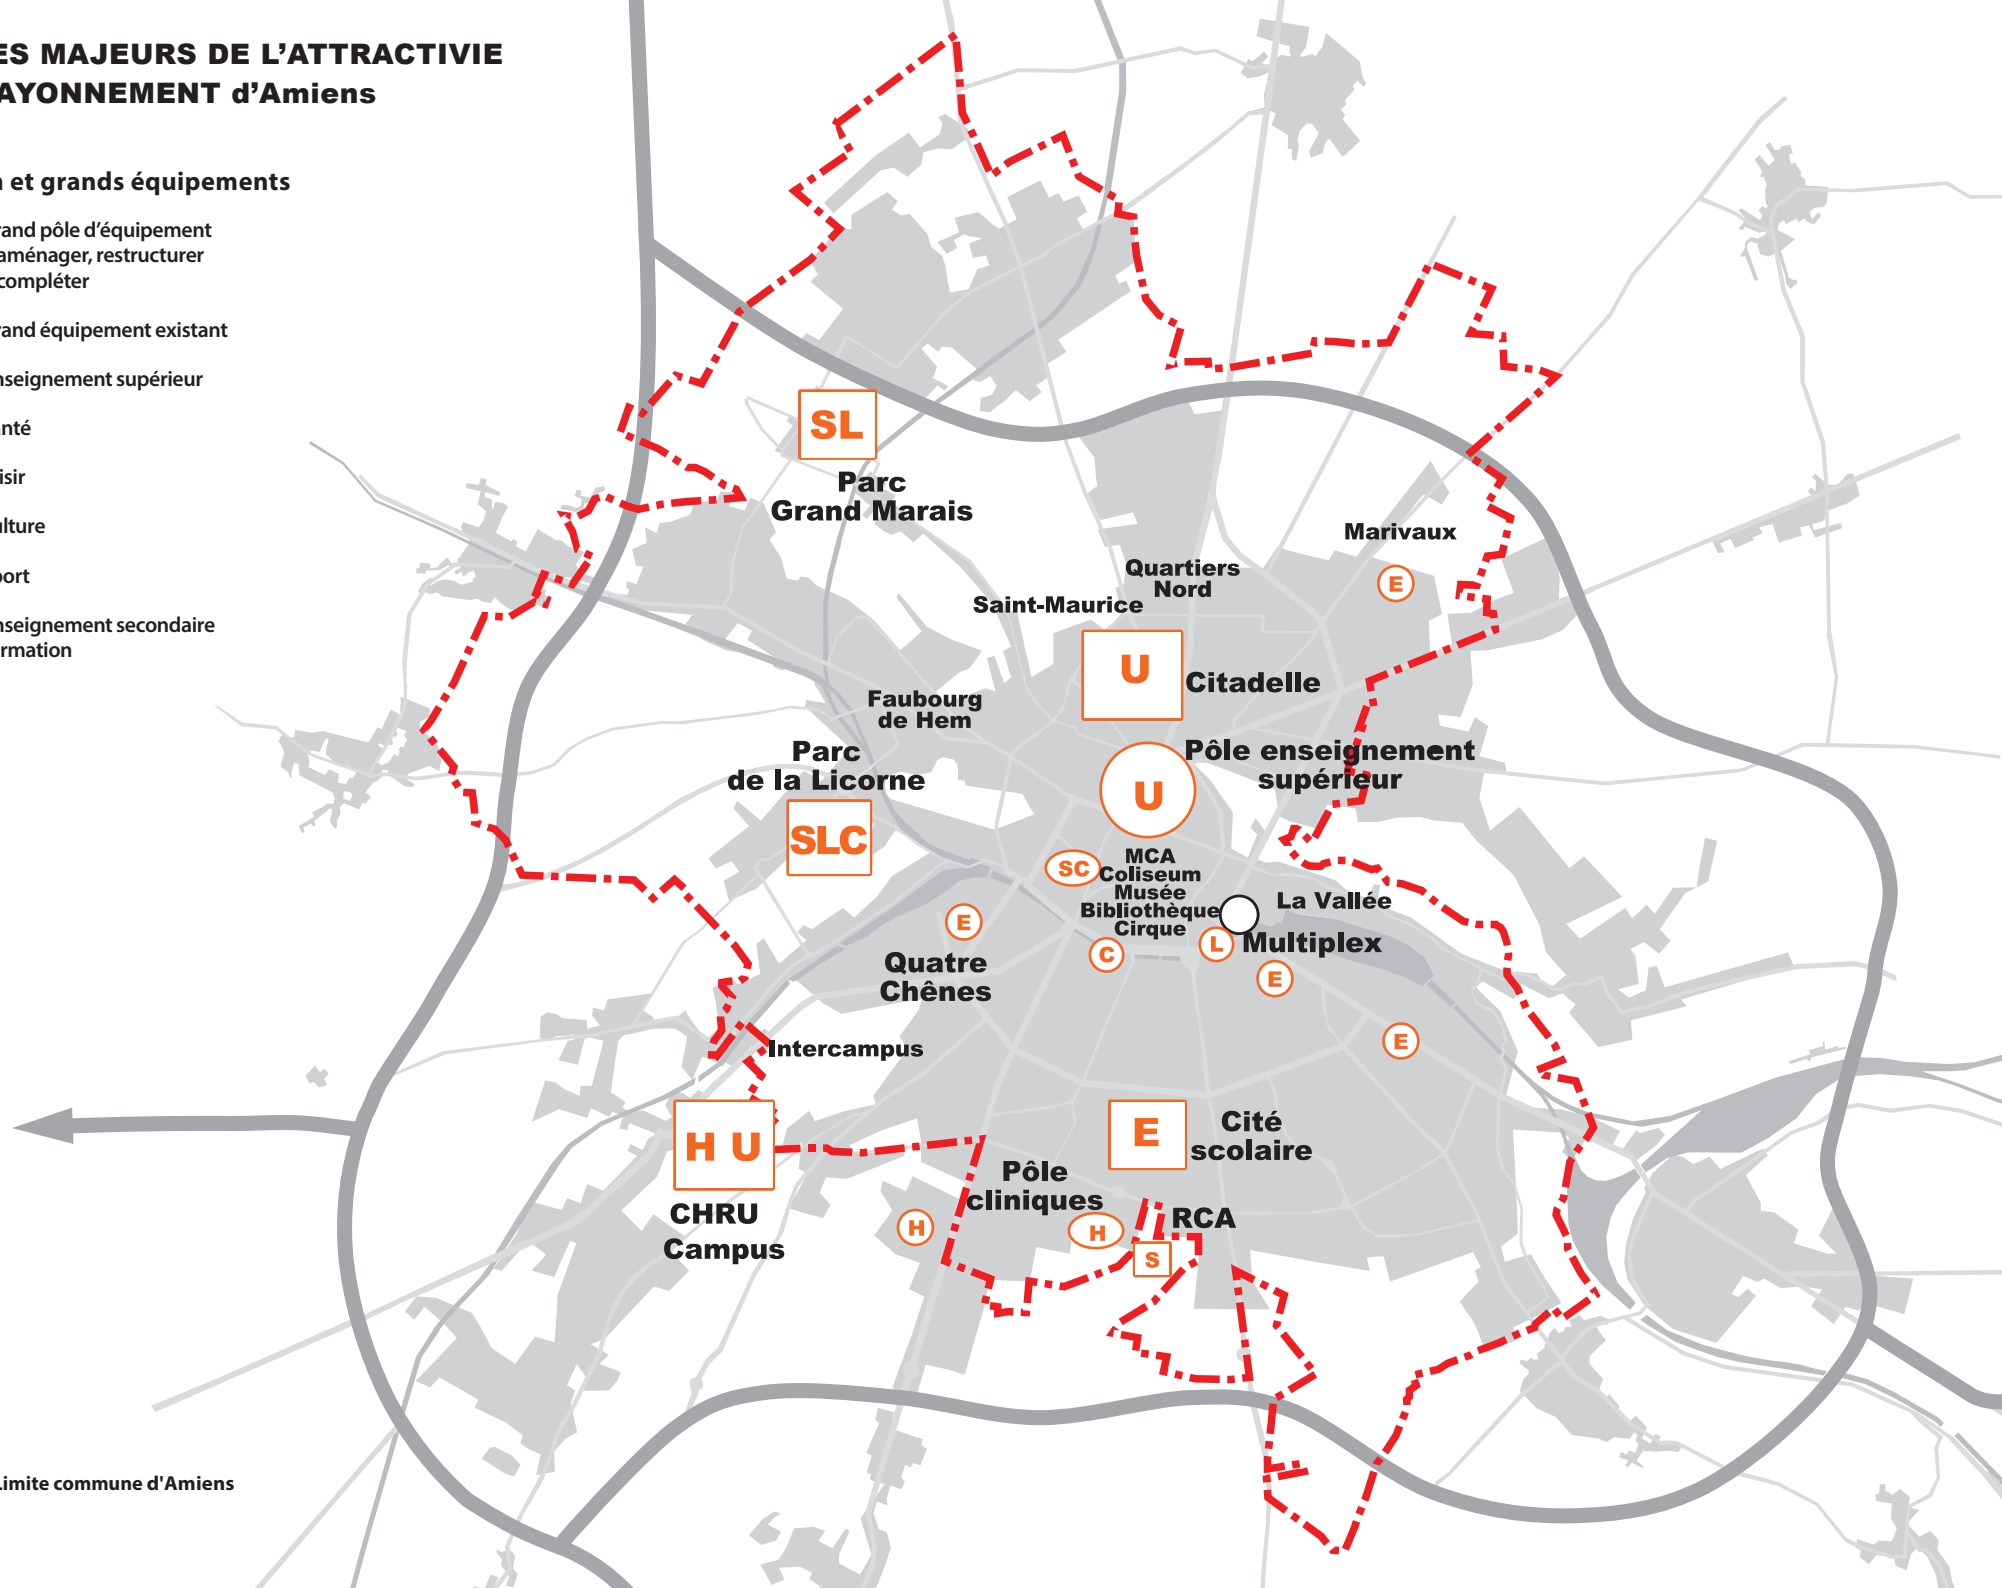 ES MAJEURS DE L'ATTRACTIVIE
AYONNEMENT d'Amiens
n et grands équipements
rand pôle d'équipement
aménager, restructurer
compléter
rand équipement existant
nseignement supérieur
anté
isir
ulture
port
nseignement secondaire
rmation
SL
Parc
Grand Marais
Marivaux
E
Quartiers
Nord
Saint-Maurice
U
Citadelle
Faubourg
de Hem
Pôle enseignement
supérieur
U
Parc
de la Licorne
SLC
SC
MCA
Coliseum
Musée
Bibliothèque
Cirque
La Vallée
E
C
L
Multiplex
E
Quatre
Chênes
E
Intercampus
H U
CHRU
Campus
E
Cité
scolaire
Pôle
cliniques
H
H
RCA
S
Limite commune d'Amiens